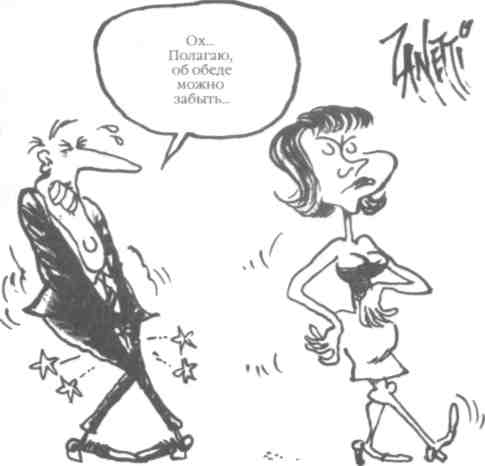 Ох...
Полагаю,
об обеде
можно
забыть...
ZANETTI